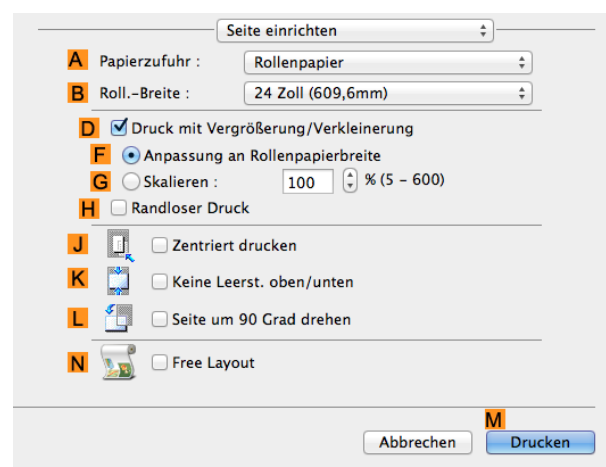 Seite einrichten
A Papierzufuhr : Rollenpapier
B Roll.-Breite : 24 Zoll (609,6mm)
D Druck mit Vergrößerung/Verkleinerung
F Anpassung an Rollenpapierbreite
G Skalieren : 100 % (5 - 600)
H Randloser Druck
J Zentriert drucken
K Keine Leerst. oben/unten
L Seite um 90 Grad drehen
N Free Layout
M
Abbrechen Drucken